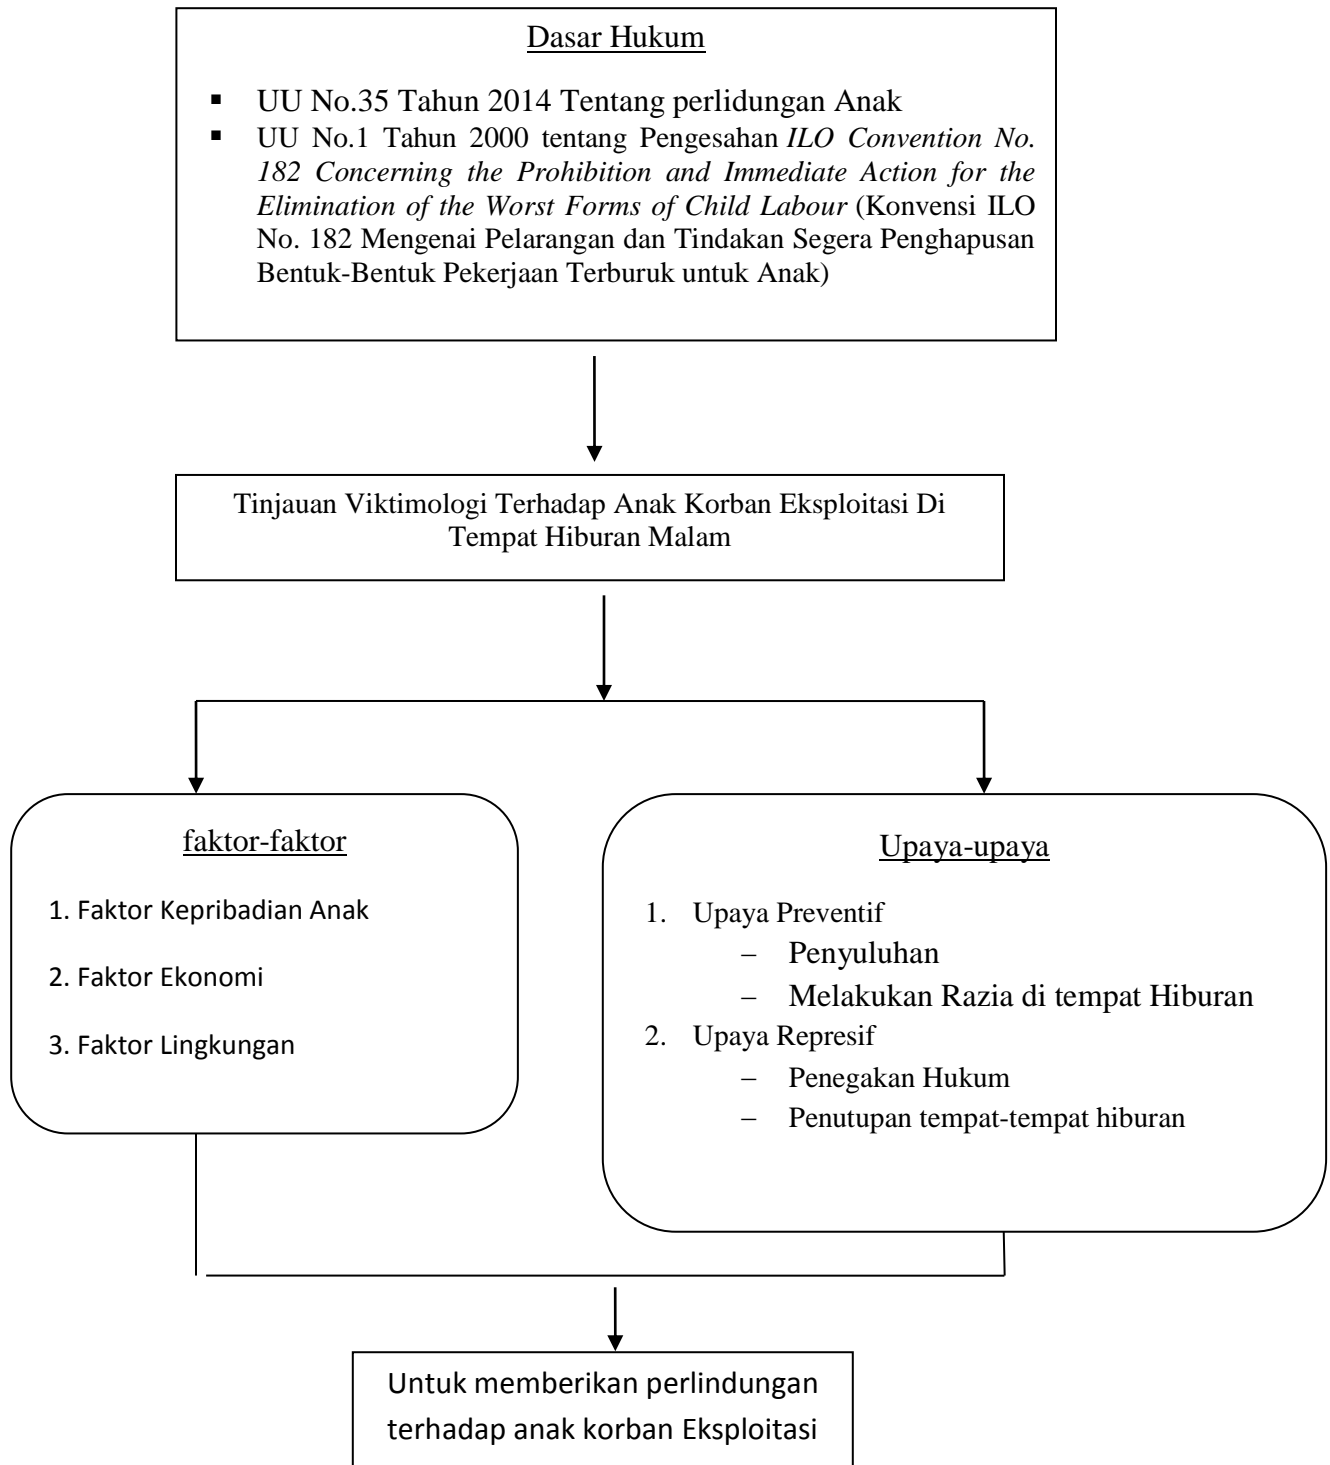 Dasar Hukum
▪ UU No.35 Tahun 2014 Tentang perlidungan Anak
▪ UU No.1 Tahun 2000 tentang Pengesahan ILO Convention No.
182 Concerning the Prohibition and Immediate Action for the
Elimination of the Worst Forms of Child Labour (Konvensi ILO
No. 182 Mengenai Pelarangan dan Tindakan Segera Penghapusan
Bentuk-Bentuk Pekerjaan Terburuk untuk Anak)
Tinjauan Viktimologi Terhadap Anak Korban Eksploitasi Di
Tempat Hiburan Malam
faktor-faktor
1. Faktor Kepribadian Anak
2. Faktor Ekonomi
3. Faktor Lingkungan
Upaya-upaya
1. Upaya Preventif
– Penyuluhan
– Melakukan Razia di tempat Hiburan
2. Upaya Represif
– Penegakan Hukum
– Penutupan tempat-tempat hiburan
Untuk memberikan perlindungan
terhadap anak korban Eksploitasi